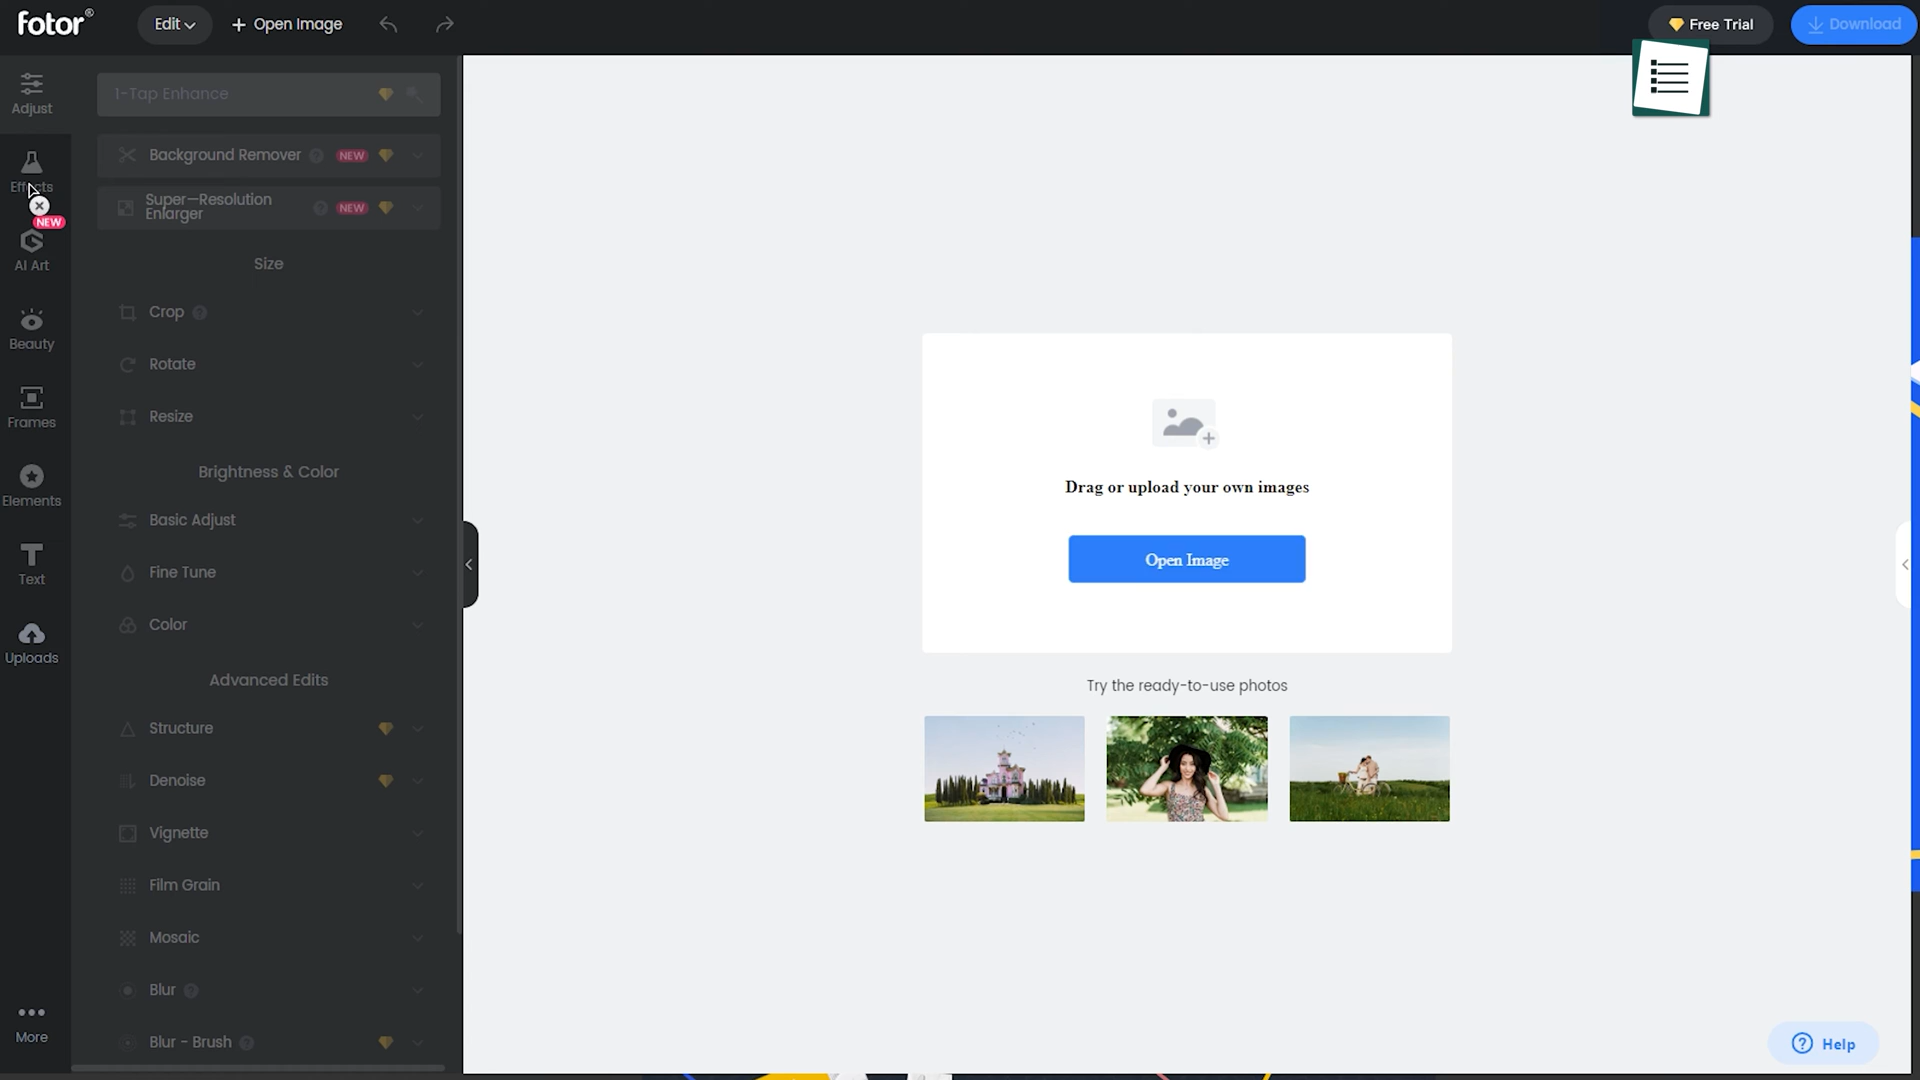 fotor®
Edit
+ Open Image
Free Trial
Download
Adjust
Effects
NEW
AI Art
Beauty
Frames
Elements
Text
Uploads
More
1-Tap Enhance
Background Remover ? NEW
Super—Resolution
Enlarger ? NEW
Size
Crop ?
Rotate
Resize
Brightness & Color
Basic Adjust
Fine Tune
Color
Advanced Edits
Structure
Denoise
Vignette
Film Grain
Mosaic
Blur ?
Blur - Brush ?
Drag or upload your own images
Open Image
Try the ready-to-use photos
? Help